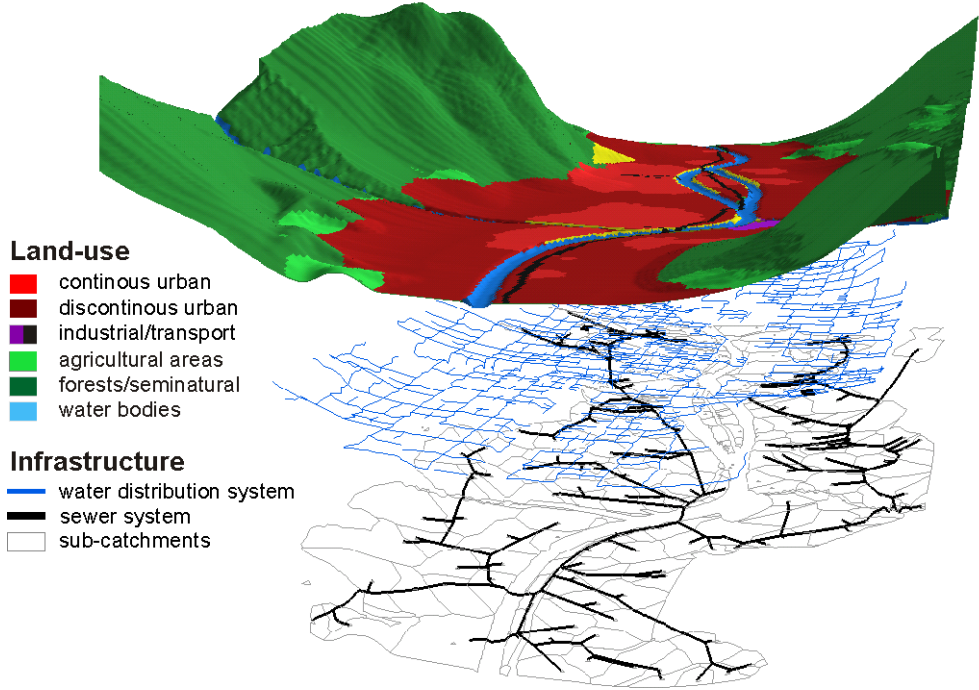 Land-use
continous urban
discontinous urban
industrial/transport
agricultural areas
forests/seminatural
water bodies
Infrastructure
water distribution system
sewer system
sub-catchments